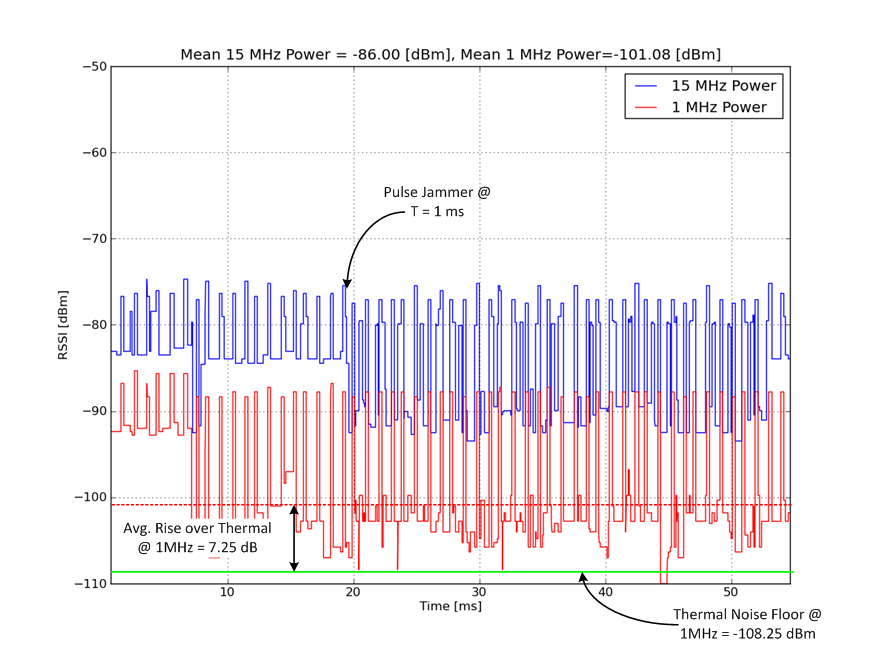 Mean 15 MHz Power = -86.00 [dBm], Mean 1 MHz Power=-101.08 [dBm]
−50
15 MHz Power
1 MHz Power
−60
Pulse Jammer @
T = 1 ms
−70
−80
RSSI [dBm]
−90
−100
Avg. Rise over Thermal
@ 1MHz = 7.25 dB
−110
10
20
30
40
50
Time [ms]
Thermal Noise Floor @
1MHz = -108.25 dBm